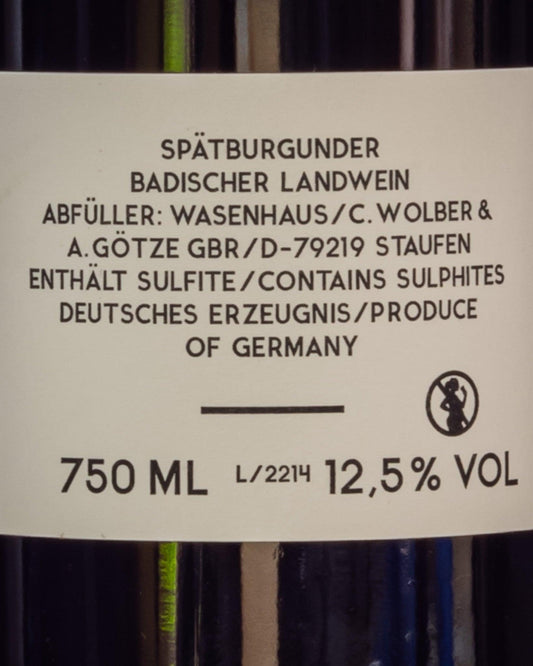 SPÄTBURGUNDER
BADISCHER LANDWEIN
ABFÜLLER: WASENHAUS/C. WOLBER &
A. GÖTZE GBR/D-79219 STAUFEN
ENTHÄLT SULFITE/CONTAINS SULPHITES
DEUTSCHES ERZEUGNIS/PRODUCE
OF GERMANY
750 ML L/2214 12,5% VOL